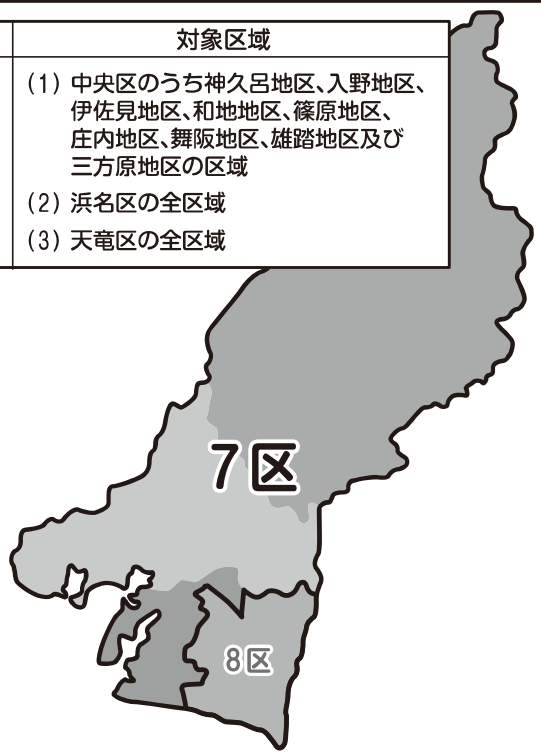 対象区域
(1) 中央区のうち神久呂地区、入野地区、
伊佐見地区、和地地区、篠原地区、
庄内地区、舞阪地区、雄踏地区及び
三方原地区の区域
(2) 浜名区の全区域
(3) 天竜区の全区域
7区
8区